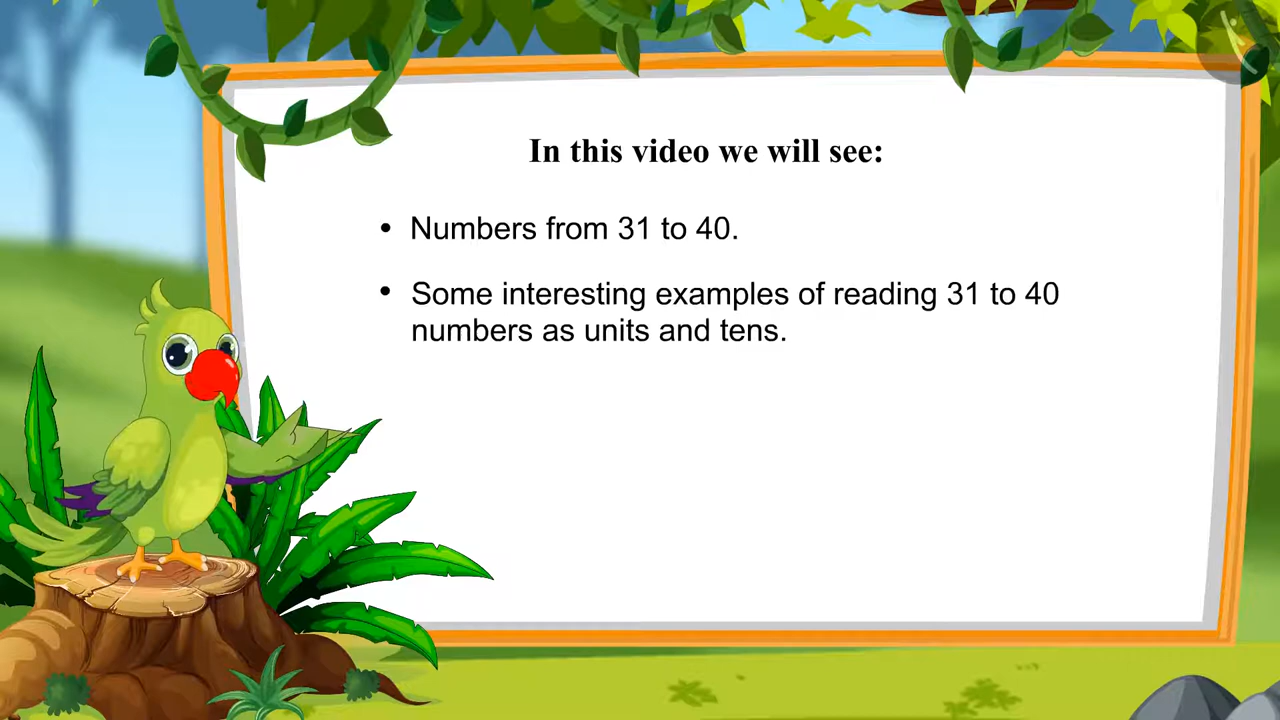 In this video we will see:
• Numbers from 31 to 40.
• Some interesting examples of reading 31 to 40
numbers as units and tens.